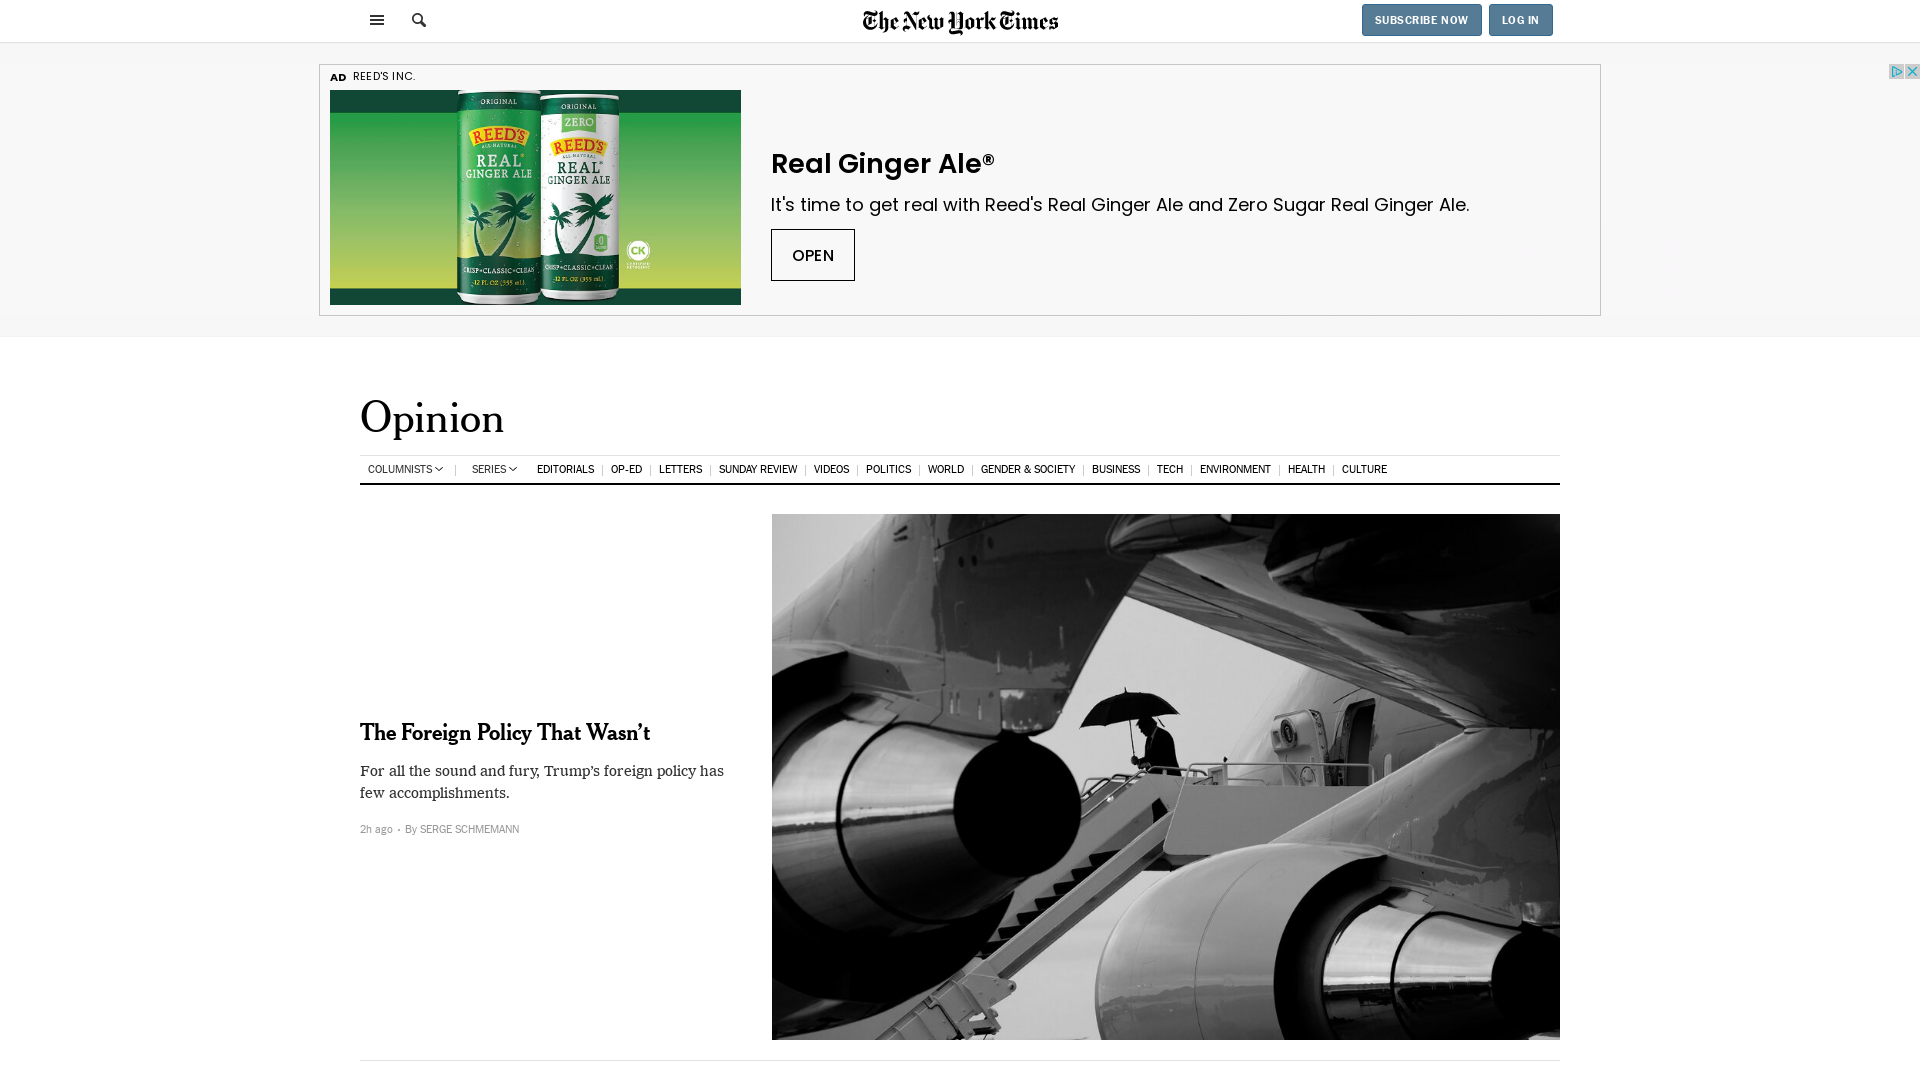 The New York Times
SUBSCRIBE NOW
LOG IN
AD REED'S INC.
ORIGINAL
REED'S
ALL-NATURAL
REAL
GINGER ALE
CRISP•CLASSIC•CLEAN
12 FL OZ (355 mL)
ORIGINAL
ZERO
REED'S
REAL
GINGER ALE
CRISP•CLASSIC•CLEAN
12 FL OZ (355 mL)
CK
Real Ginger Ale®
It's time to get real with Reed's Real Ginger Ale and Zero Sugar Real Ginger Ale.
OPEN
Opinion
COLUMNISTS SERIES EDITORIALS OP-ED LETTERS SUNDAY REVIEW VIDEOS POLITICS WORLD GENDER & SOCIETY BUSINESS TECH ENVIRONMENT HEALTH CULTURE
The Foreign Policy That Wasn’t
For all the sound and fury, Trump’s foreign policy has
few accomplishments.
2h ago • By SERGE SCHMEMANN